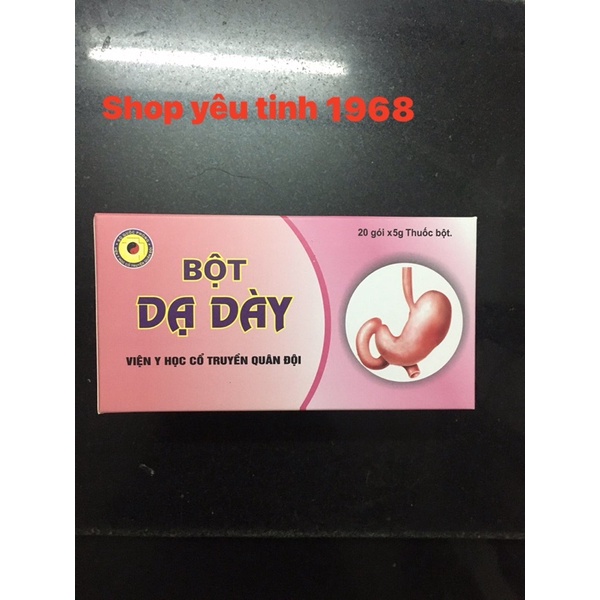 Shop yêu tinh 1968
20 gói x5g Thuốc bột.
BỘT
DẠ DÀY
VIỆN Y HỌC CỔ TRUYỀN QUÂN ĐỘI